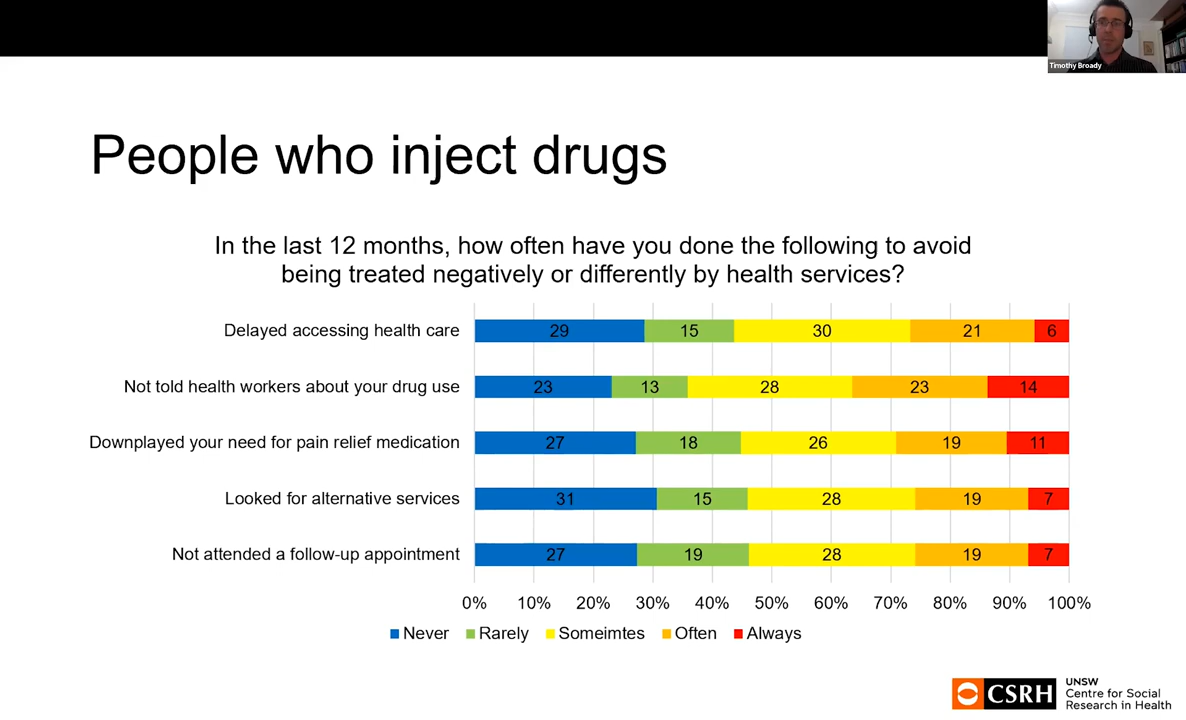 Timothy Broady
People who inject drugs
In the last 12 months, how often have you done the following to avoid
being treated negatively or differently by health services?
Delayed accessing health care 29 15 30 21 6
Not told health workers about your drug use 23 13 28 23 14
Downplayed your need for pain relief medication 27 18 26 19 11
Looked for alternative services 31 15 28 19 7
Not attended a follow-up appointment 27 19 28 19 7
0% 10% 20% 30% 40% 50% 60% 70% 80% 90% 100%
Never Rarely Someimtes Often Always
CSRH
UNSW
Centre for Social
Research in Health